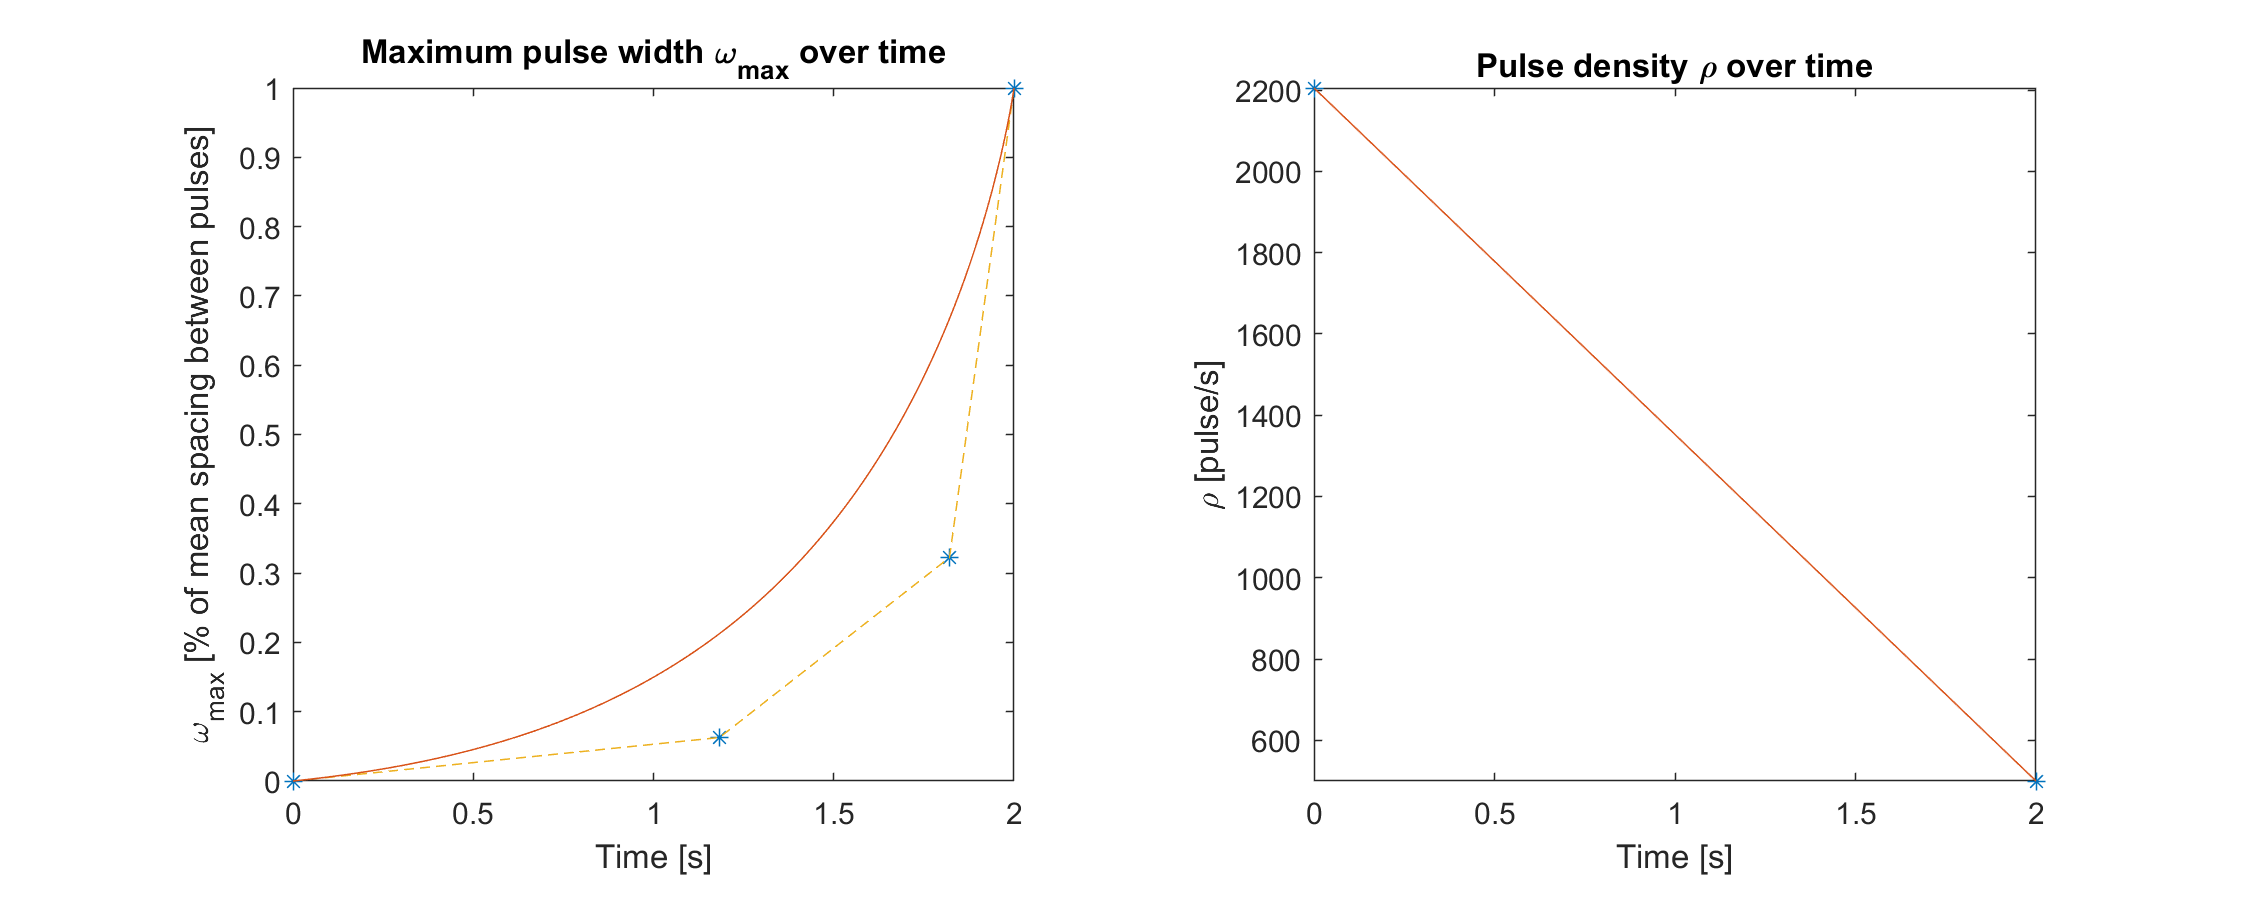 Maximum pulse width ω_max over time
ω_max [% of mean spacing between pulses]
1
0.9
0.8
0.7
0.6
0.5
0.4
0.3
0.2
0.1
0
0 0.5 1 1.5 2
Time [s]
Pulse density ρ over time
ρ [pulse/s]
2200
2000
1800
1600
1400
1200
1000
800
600
0 0.5 1 1.5 2
Time [s]